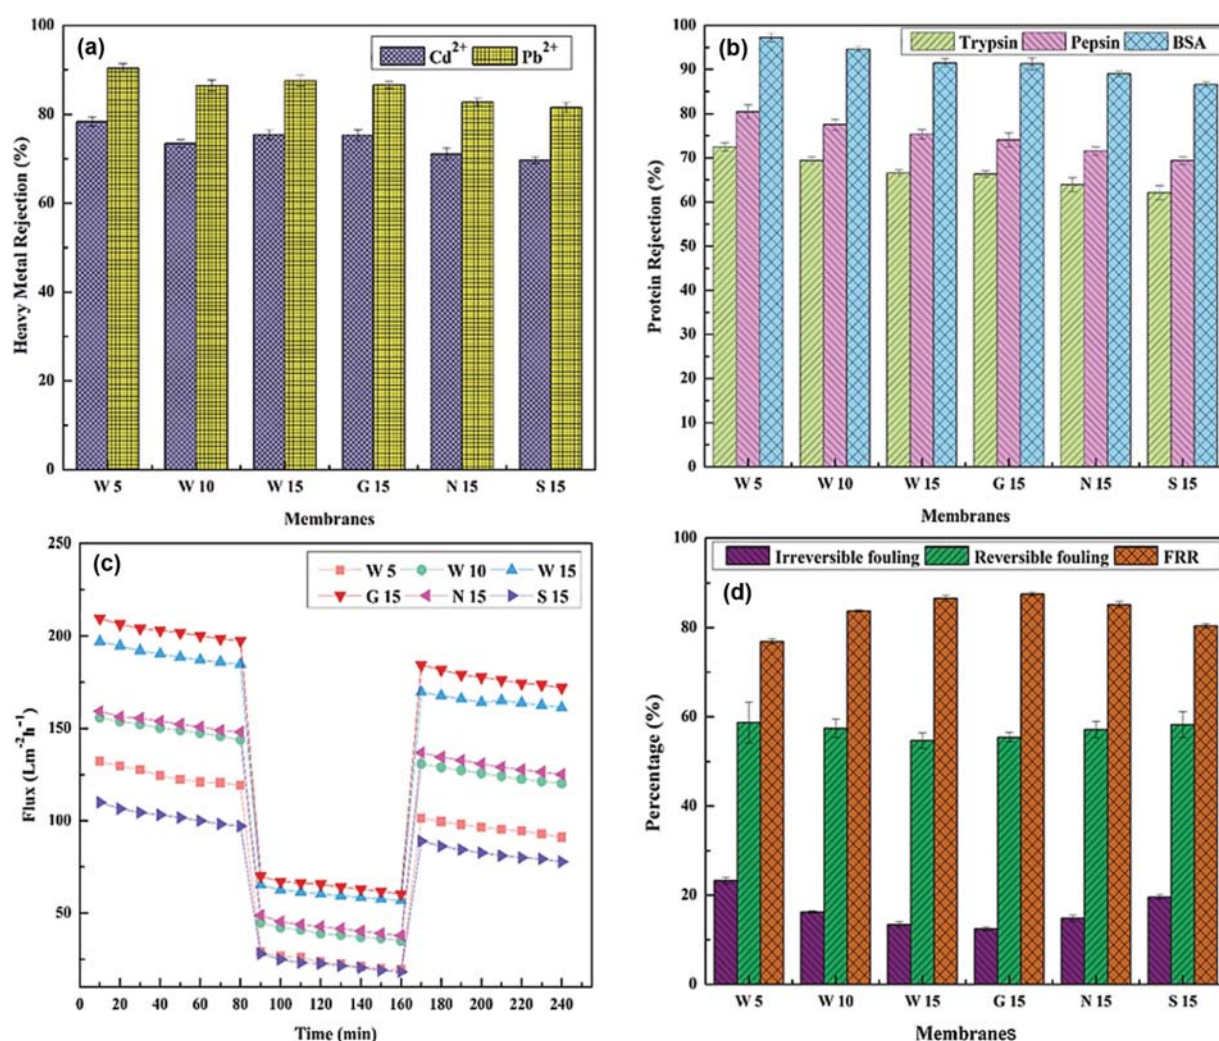 (a)
Cd2+ Pb2+
Heavy Metal Rejection (%)
100
80
60
40
20
0
W 5 W 10 W 15 G 15 N 15 S 15
Membranes
(b)
Trypsin Pepsin BSA
Protein Rejection (%)
100
90
80
70
60
50
40
30
20
10
0
W 5 W 10 W 15 G 15 N 15 S 15
Membranes
(c)
W 5 W 10 W 15
G 15 N 15 S 15
Flux (Lm-2h-1)
250
200
150
100
50
20 40 60 80 100 120 140 160 180 200 220 240
Time (min)
(d)
Irreversible fouling Reversible fouling FRR
Percentage (%)
100
80
60
40
20
0
W 5 W 10 W 15 G 15 N 15 S 15
Membranes